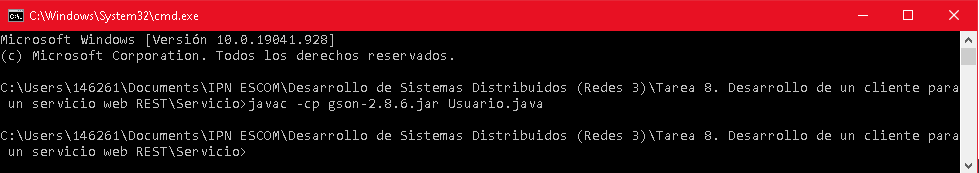 C:\Windows\System32\cmd.exe
Microsoft Windows [Versión 10.0.19041.928]
(c) Microsoft Corporation. Todos los derechos reservados.
C:\Users\146261\Documents\IPN ESCOM\Desarrollo de Sistemas Distribuidos (Redes 3)\Tarea 8. Desarrollo de un cliente para
un servicio web REST\Servicio>javac -cp gson-2.8.6.jar Usuario.java
C:\Users\146261\Documents\IPN ESCOM\Desarrollo de Sistemas Distribuidos (Redes 3)\Tarea 8. Desarrollo de un cliente para
un servicio web REST\Servicio>